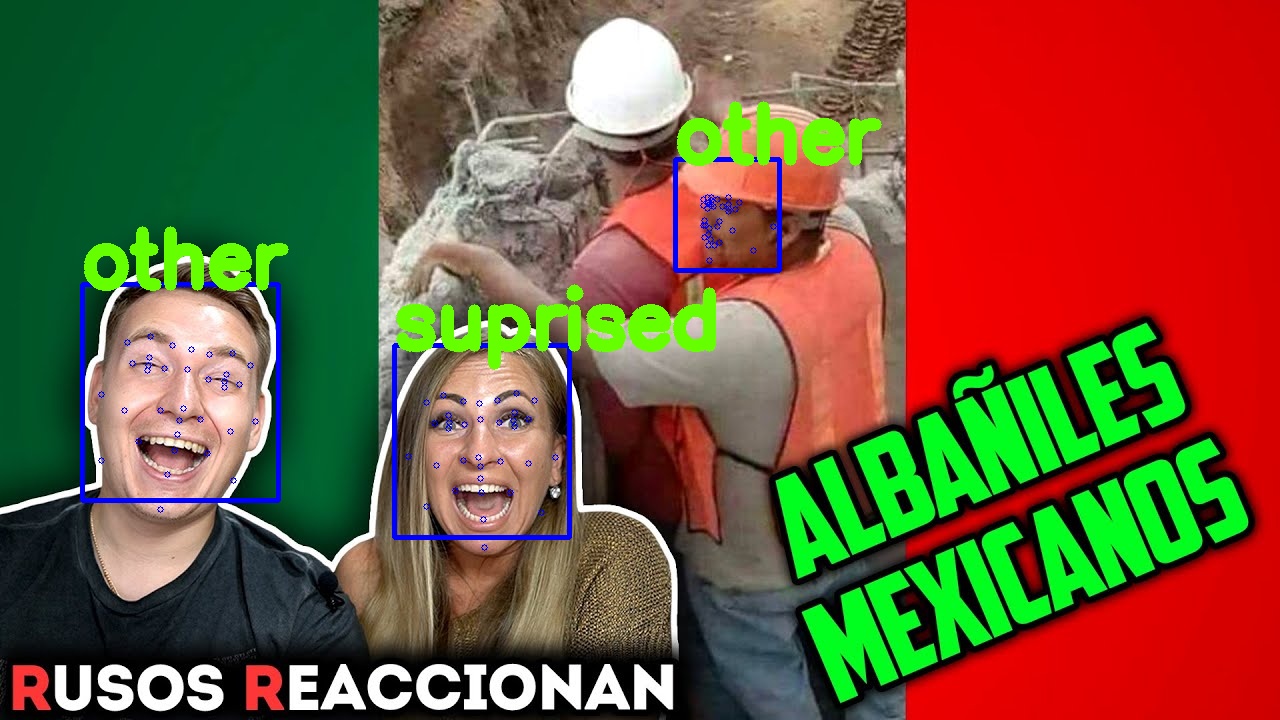 other
other
suprised
ALBAÑILES
MEXICANOS
RUSOS REACCIONAN